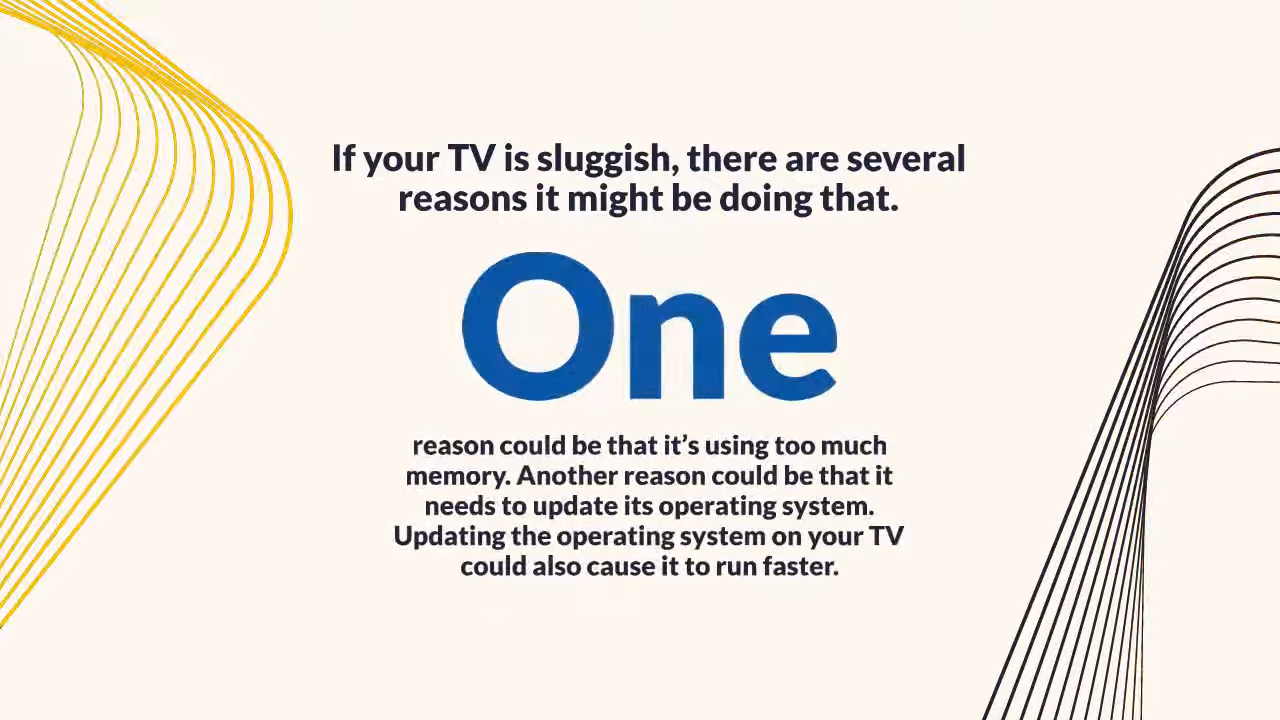 If your TV is sluggish, there are several
reasons it might be doing that.
One
reason could be that it’s using too much
memory. Another reason could be that it
needs to update its operating system.
Updating the operating system on your TV
could also cause it to run faster.